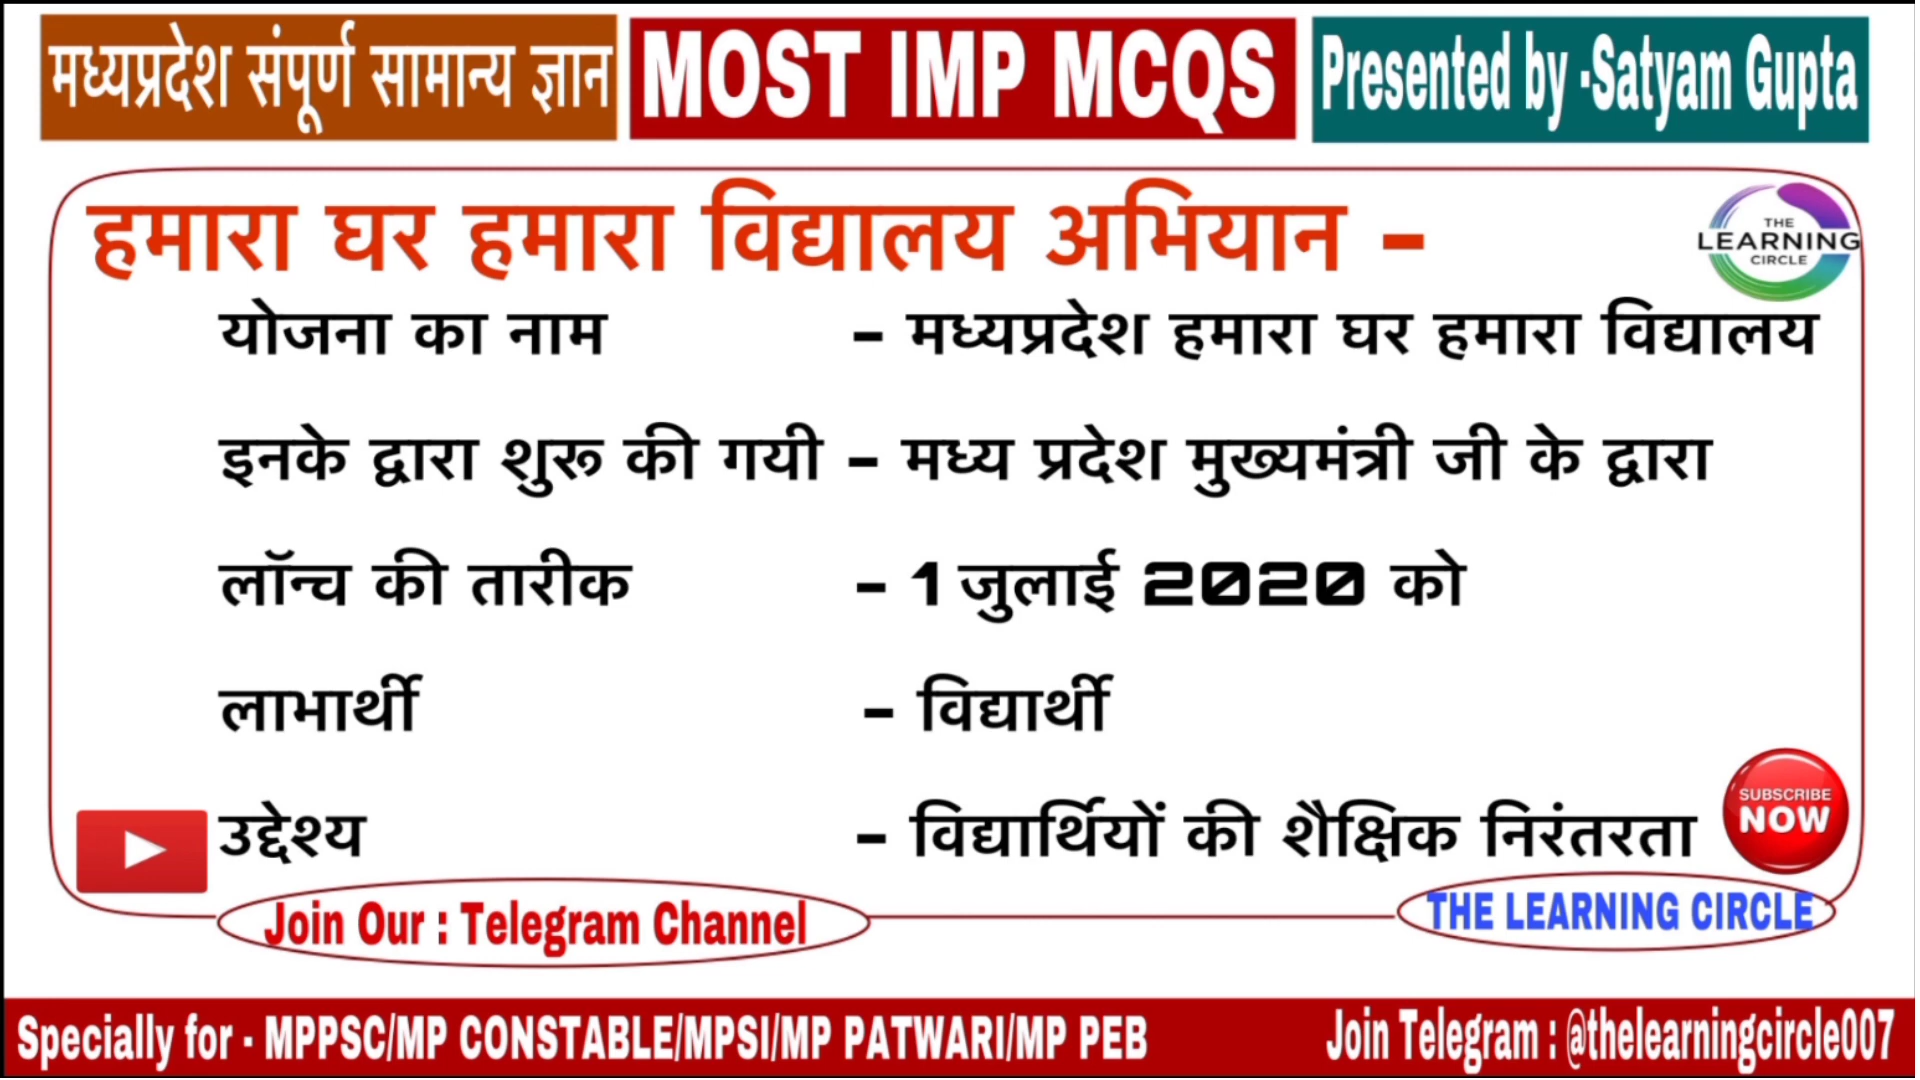 मध्यप्रदेश संपूर्ण सामान्य ज्ञान
MOST IMP MCQS
Presented by -Satyam Gupta
हमारा घर हमारा विद्यालय अभियान -
THE
LEARNING
CIRCLE
योजना का नाम - मध्यप्रदेश हमारा घर हमारा विद्यालय
इनके द्वारा शुरू की गयी - मध्य प्रदेश मुख्यमंत्री जी के द्वारा
लॉन्च की तारीक - 1 जुलाई 2020 को
लाभार्थी - विद्यार्थी
उद्देश्य - विद्यार्थियों की शैक्षिक निरंतरता
SUBSCRIBE
NOW
Join Our : Telegram Channel
THE LEARNING CIRCLE
Specially for - MPPSC/MP CONSTABLE/MPSI/MP PATWARI/MP PEB
Join Telegram : @thelearningcircle007